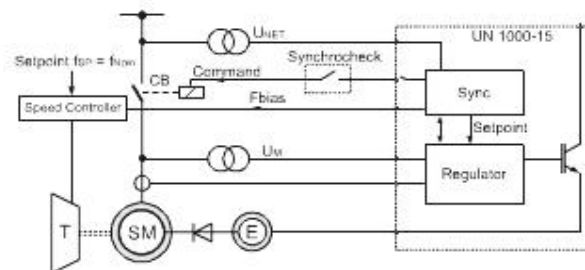 UNET
UN 1000-15
Synchrocheck
Setpoint fSP = fNom
Command
CB
Sync
Fbias
Speed Controller
Setpoint
UM
Regulator
T
SM
E